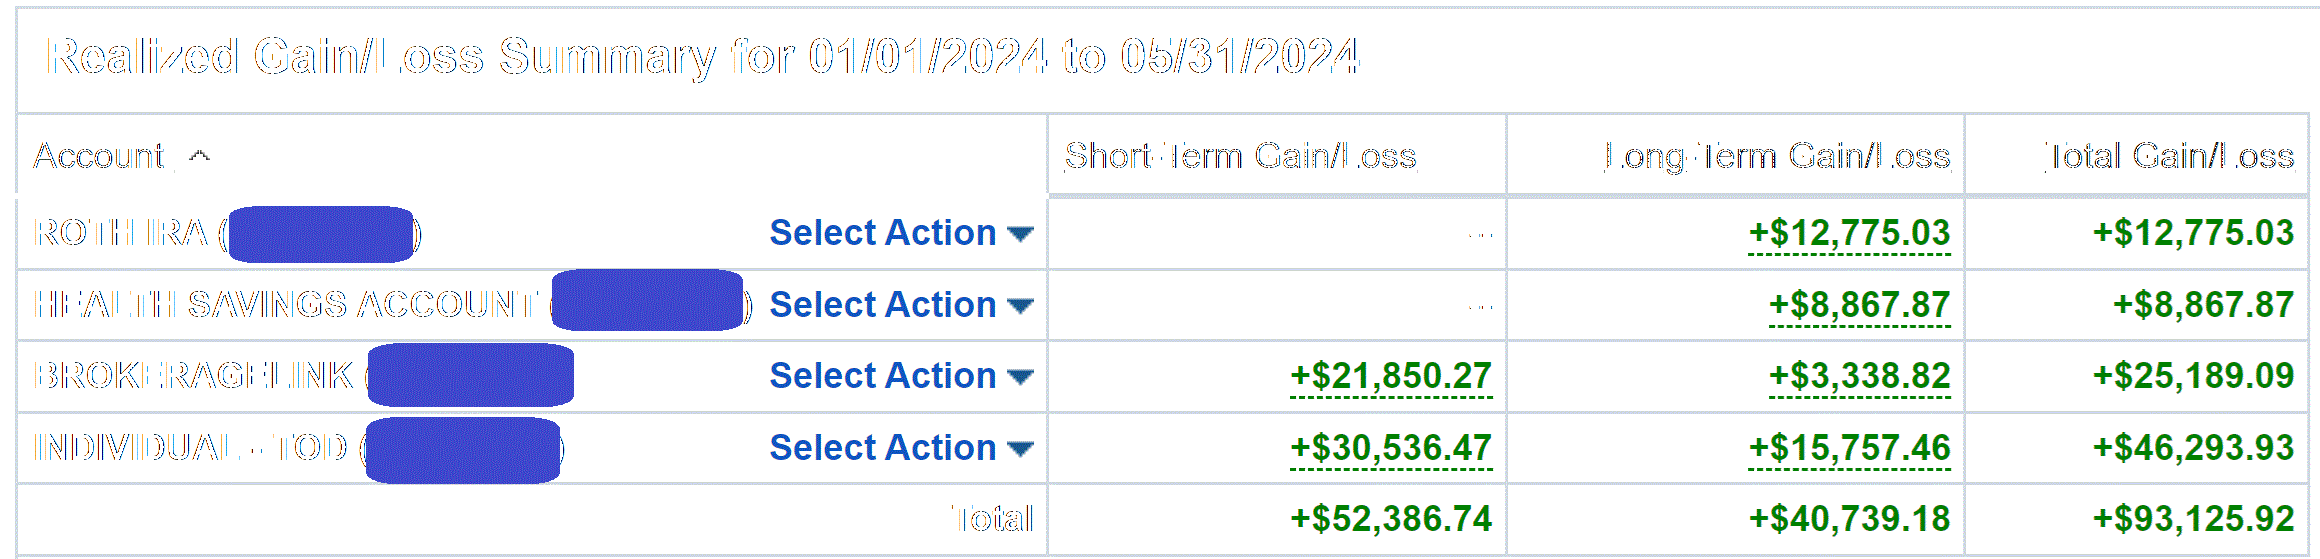 Realized Gain/Loss Summary for 01/01/2024 to 05/31/2024
Account Short-Term Gain/Loss Long-Term Gain/Loss Total Gain/Loss
ROTH IRA ( ) Select Action -- +$12,775.03 +$12,775.03
HEALTH SAVINGS ACCOUNT ( ) Select Action -- +$8,867.87 +$8,867.87
BROKERAGELINK ( Select Action +$21,850.27 +$3,338.82 +$25,189.09
INDIVIDUAL - TOD ( ) Select Action +$30,536.47 +$15,757.46 +$46,293.93
Total +$52,386.74 +$40,739.18 +$93,125.92